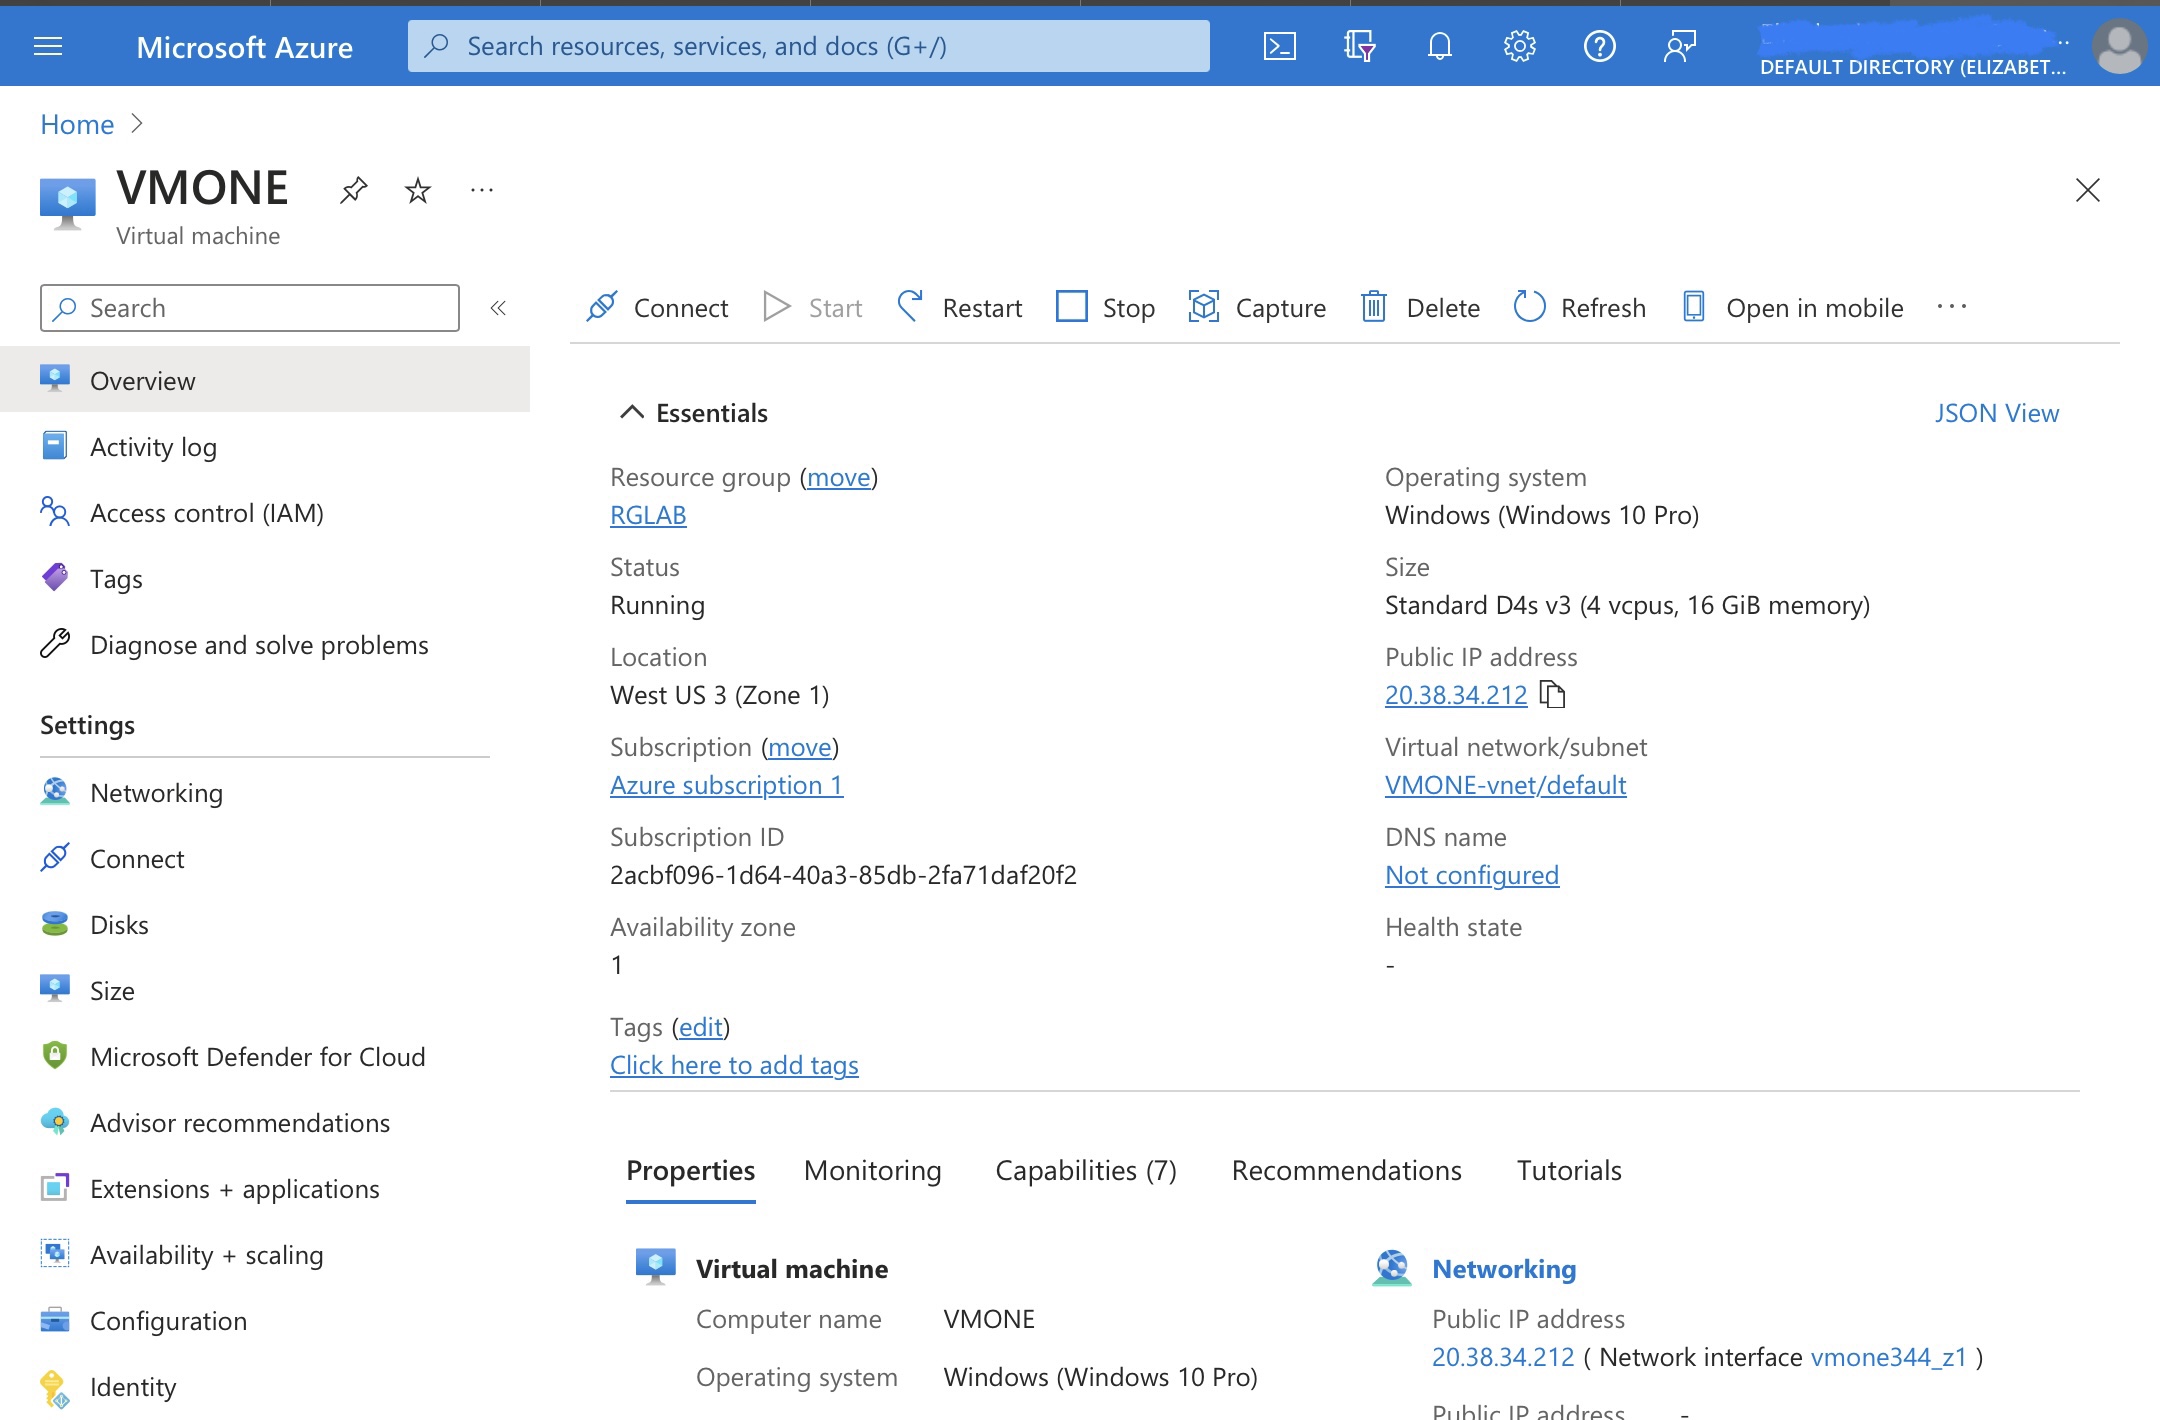 Microsoft Azure
Search resources, services, and docs (G+/)
DEFAULT DIRECTORY (ELIZABET...
Home
VMONE
Virtual machine
Search
Connect
Start
Restart
Stop
Capture
Delete
Refresh
Open in mobile
Overview
Activity log
Access control (IAM)
Tags
Diagnose and solve problems
Settings
Networking
Connect
Disks
Size
Microsoft Defender for Cloud
Advisor recommendations
Extensions + applications
Availability + scaling
Configuration
Identity
Essentials
JSON View
Resource group (move)
RGLAB
Status
Running
Location
West US 3 (Zone 1)
Subscription (move)
Azure subscription 1
Subscription ID
2acbf096-1d64-40a3-85db-2fa71daf20f2
Availability zone
1
Operating system
Windows (Windows 10 Pro)
Size
Standard D4s v3 (4 vcpus, 16 GiB memory)
Public IP address
20.38.34.212
Virtual network/subnet
VMONE-vnet/default
DNS name
Not configured
Health state
-
Tags (edit)
Click here to add tags
Properties
Monitoring
Capabilities (7)
Recommendations
Tutorials
Virtual machine
Computer name VMONE
Operating system Windows (Windows 10 Pro)
Networking
Public IP address
20.38.34.212 ( Network interface vmone344_z1 )
Public IP address -